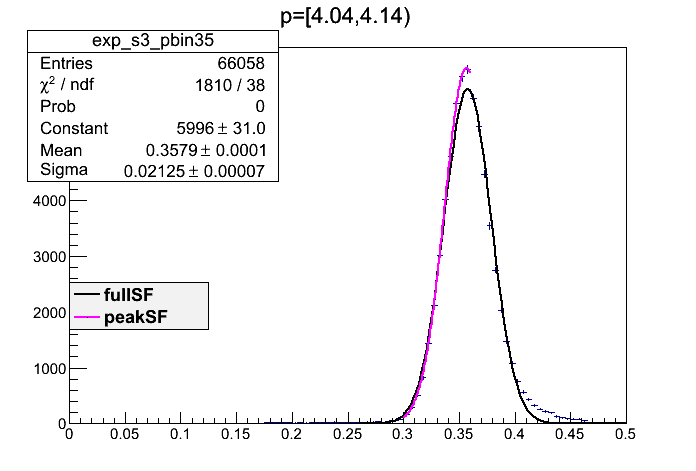 p=[4.04,4.14)
exp_s3_pbin35
Entries 66058
χ² / ndf 1810 / 38
Prob 0
Constant 5996 ± 31.0
Mean 0.3579 ± 0.0001
Sigma 0.02125 ± 0.00007
4000
3000
fullSF
2000
peakSF
1000
0
0 0.05 0.1 0.15 0.2 0.25 0.3 0.35 0.4 0.45 0.5